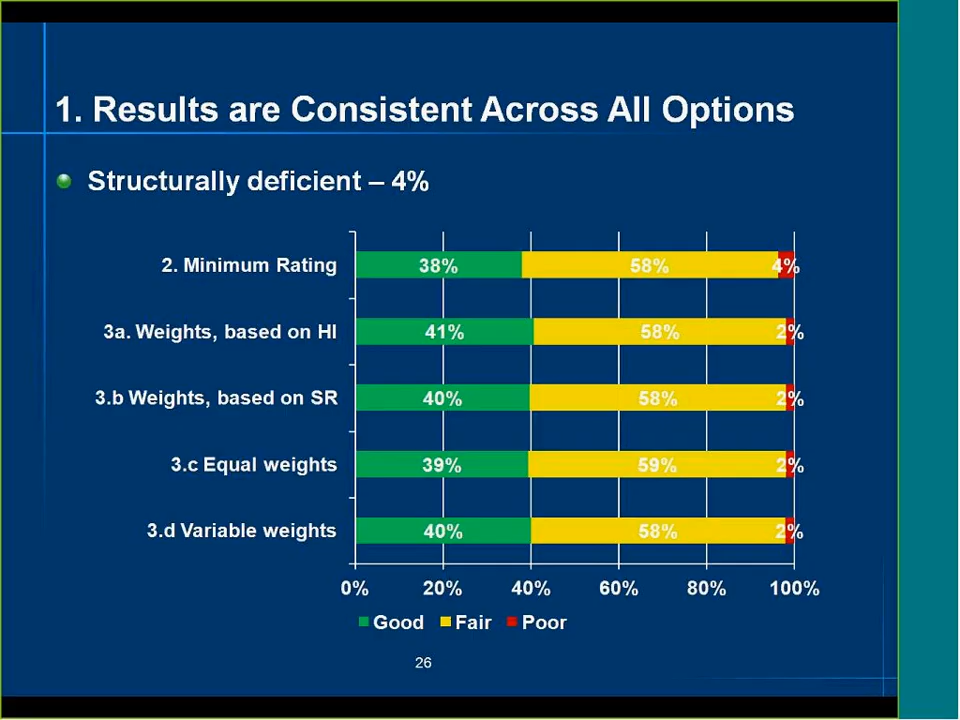 1. Results are Consistent Across All Options
Structurally deficient – 4%
2. Minimum Rating 38% 58% 4%
3a. Weights, based on HI 41% 58% 2%
3.b Weights, based on SR 40% 58% 2%
3.c Equal weights 39% 59% 2%
3.d Variable weights 40% 58% 2%
0% 20% 40% 60% 80% 100%
Good Fair Poor
26